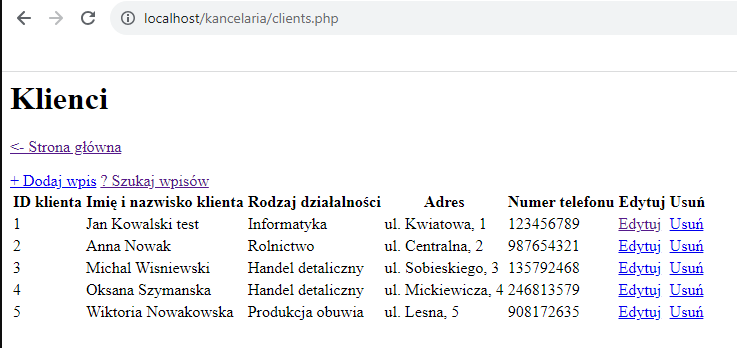 localhost/kancelaria/clients.php
Klienci
<- Strona główna
+ Dodaj wpis ? Szukaj wpisów
ID klienta Imię i nazwisko klienta Rodzaj działalności Adres Numer telefonu Edytuj Usuń
1 Jan Kowalski test Informatyka ul. Kwiatowa, 1 123456789 Edytuj Usuń
2 Anna Nowak Rolnictwo ul. Centralna, 2 987654321 Edytuj Usuń
3 Michal Wisniewski Handel detaliczny ul. Sobieskiego, 3 135792468 Edytuj Usuń
4 Oksana Szymanska Handel detaliczny ul. Mickiewicza, 4 246813579 Edytuj Usuń
5 Wiktoria Nowakowska Produkcja obuwia ul. Lesna, 5 908172635 Edytuj Usuń